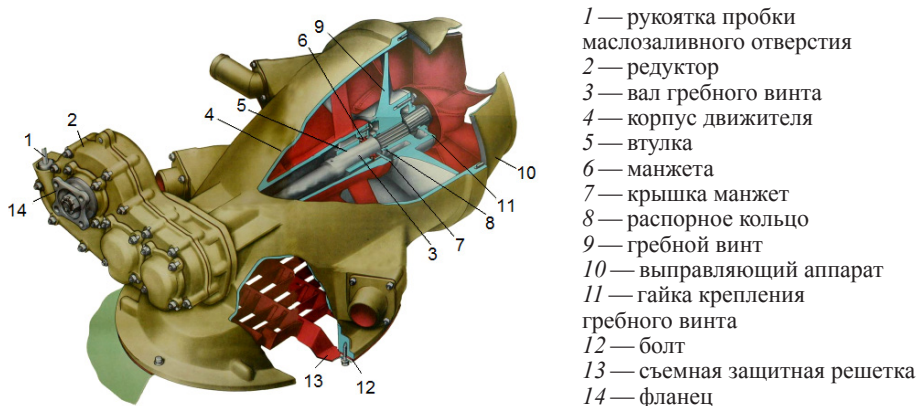 9
6
5
4
2
1
14
10
11
8
7
3
13
12
1 — рукоятка пробки
маслозаливного отверстия
2 — редуктор
3 — вал гребного винта
4 — корпус движителя
5 — втулка
6 — манжета
7 — крышка манжет
8 — распорное кольцо
9 — гребной винт
10 — выправляющий аппарат
11 — гайка крепления
гребного винта
12 — болт
13 — съемная защитная решетка
14 — фланец